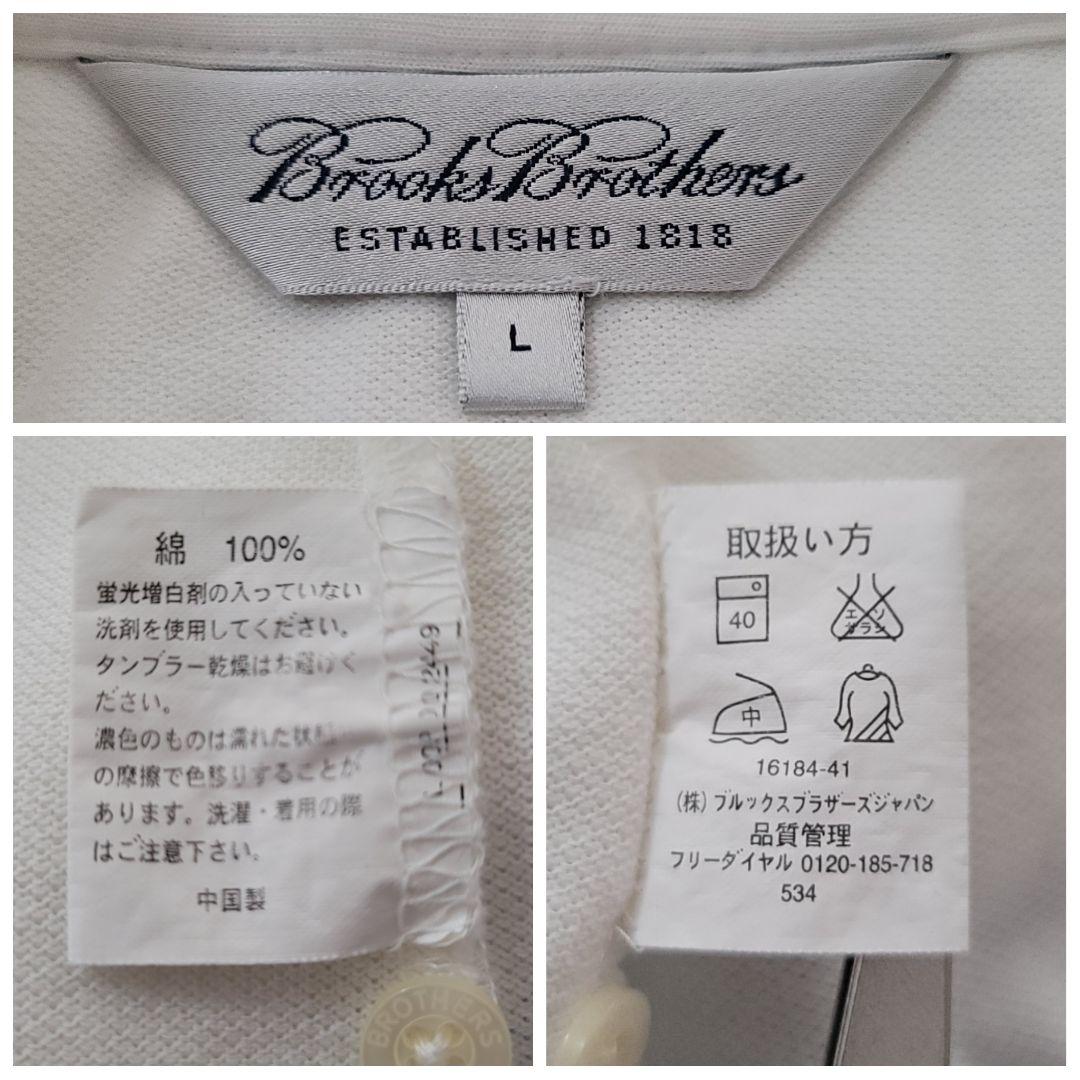 Brooks Brothers
ESTABLISHED 1818
L
綿 100%
蛍光増白剤の入っていない
洗剤を使用してください。
タンブラー乾燥はお避けく
ださい。
濃色のものは濡れた
の摩擦で色移りすることが
あります。洗濯・着用の際
はご注意下さい。
中国製
BROTHERS
取扱い方
40
エンソ
中
16184-41
(株)ブルックスブラザーズジャパン
品質管理
フリーダイヤル 0120-185-718
534